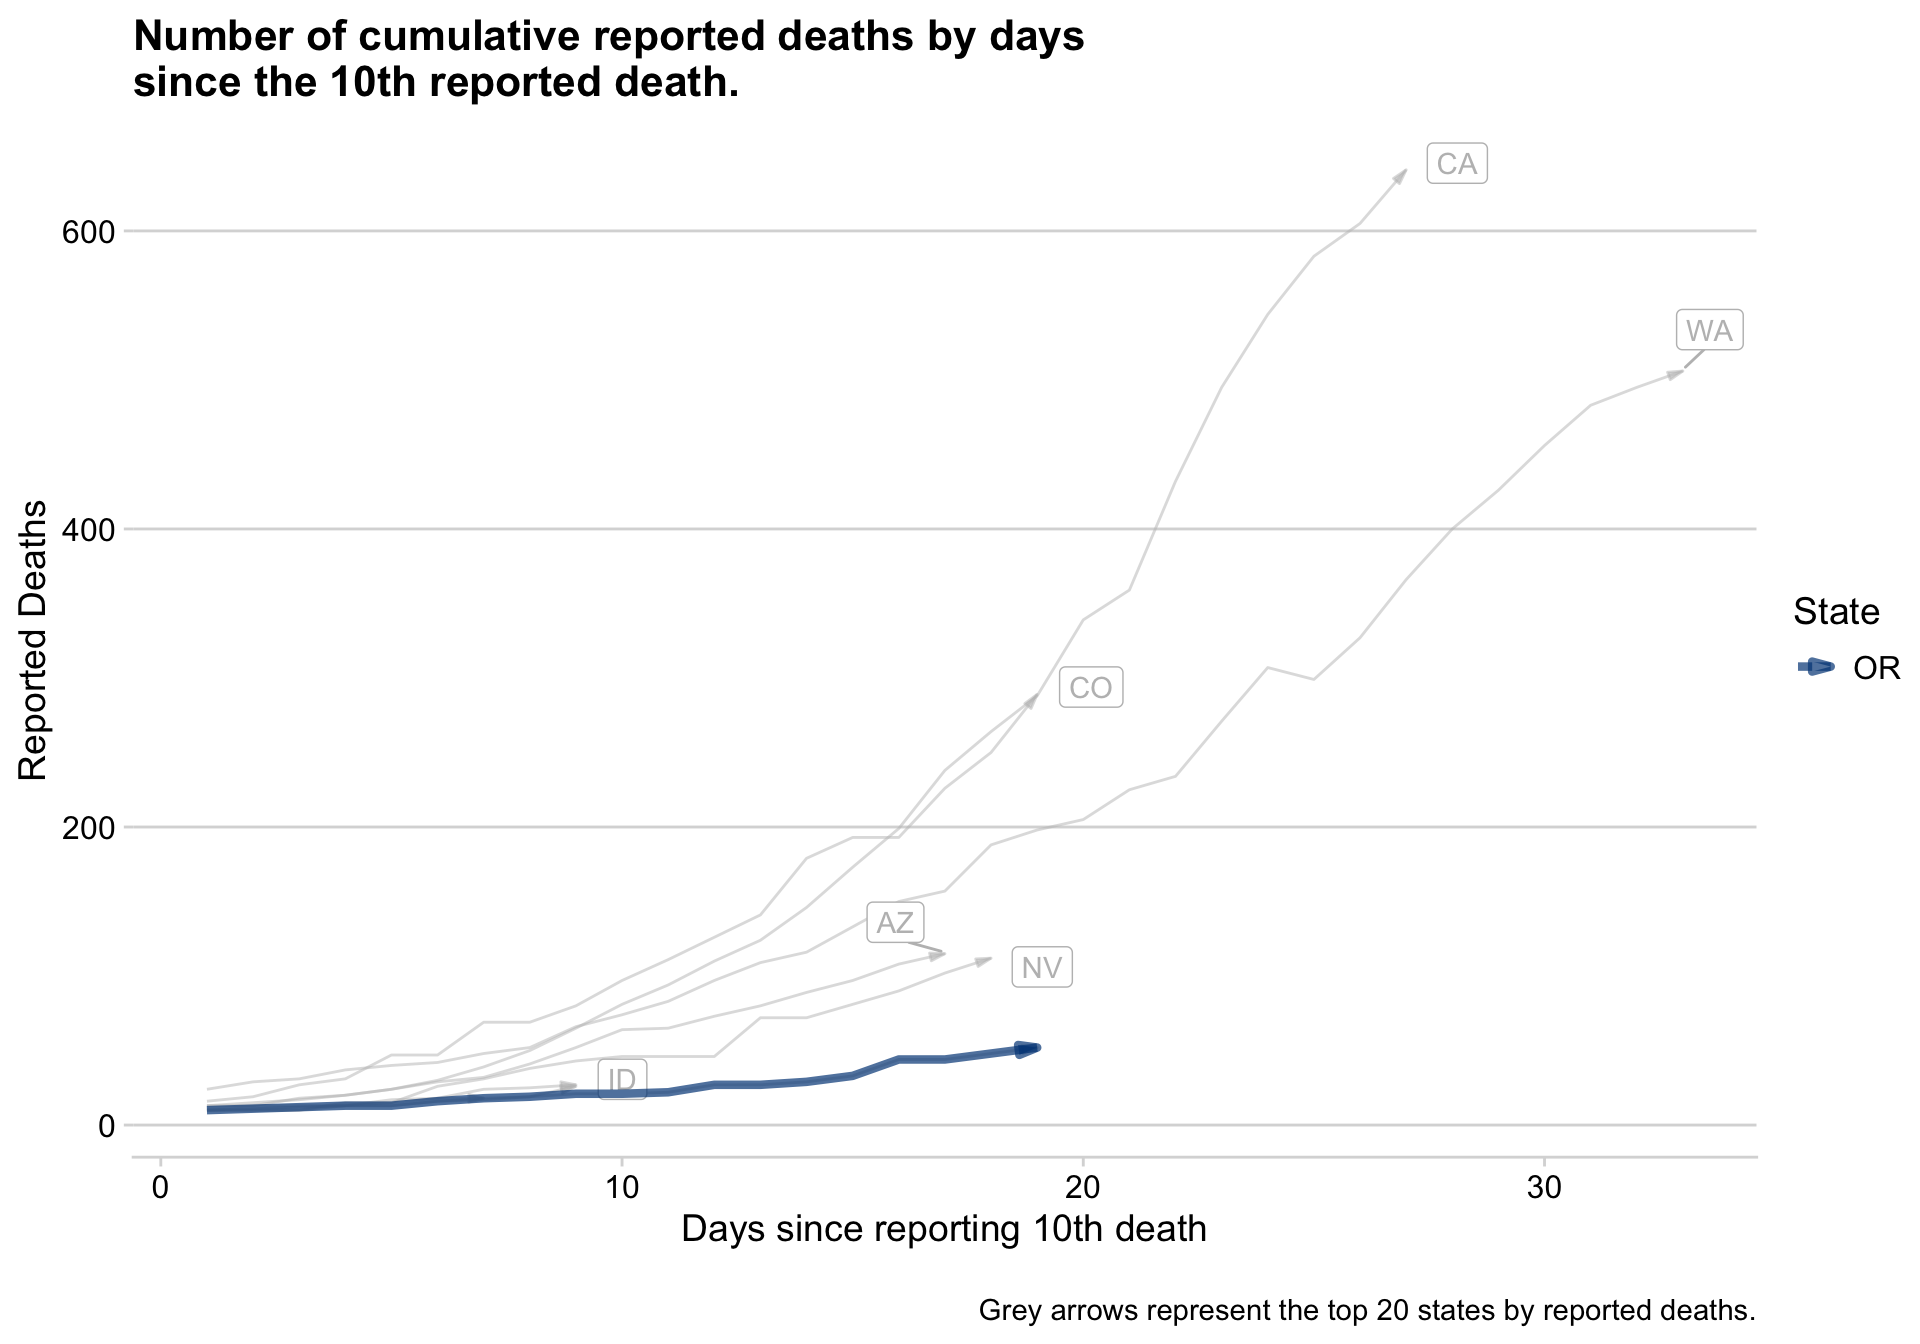 Number of cumulative reported deaths by days
since the 10th reported death.
CA
600
WA
Reported Deaths
400
State
OR
CO
200
AZ
NV
ID
0
0 10 20 30
Days since reporting 10th death
Grey arrows represent the top 20 states by reported deaths.